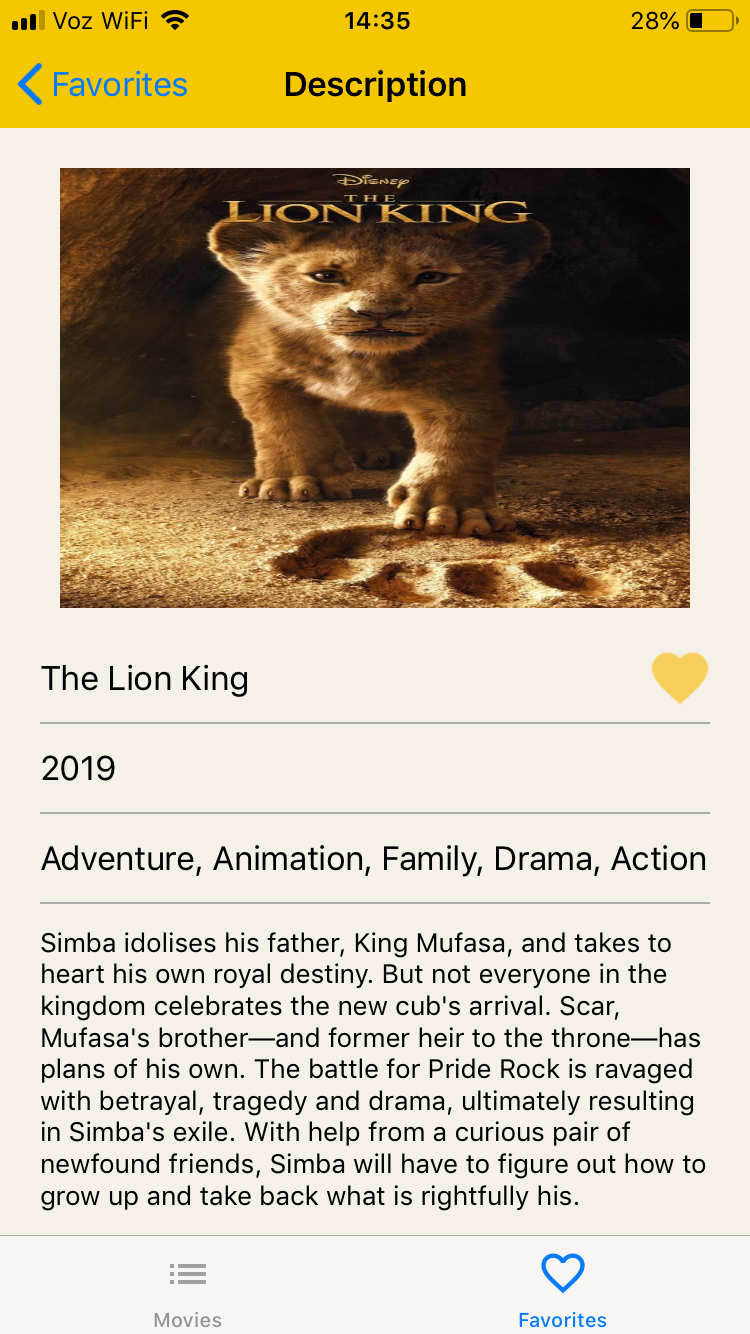 Voz WiFi 14:35 28%
Favorites Description
Disney
THE
LION KING
The Lion King
2019
Adventure, Animation, Family, Drama, Action
Simba idolises his father, King Mufasa, and takes to
heart his own royal destiny. But not everyone in the
kingdom celebrates the new cub's arrival. Scar,
Mufasa's brother—and former heir to the throne—has
plans of his own. The battle for Pride Rock is ravaged
with betrayal, tragedy and drama, ultimately resulting
in Simba's exile. With help from a curious pair of
newfound friends, Simba will have to figure out how to
grow up and take back what is rightfully his.
Movies Favorites